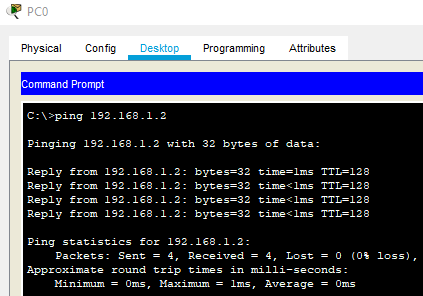 PC0
Physical Config Desktop Programming Attributes
Command Prompt
C:\>ping 192.168.1.2
Pinging 192.168.1.2 with 32 bytes of data:
Reply from 192.168.1.2: bytes=32 time=1ms TTL=128
Reply from 192.168.1.2: bytes=32 time<1ms TTL=128
Reply from 192.168.1.2: bytes=32 time<1ms TTL=128
Reply from 192.168.1.2: bytes=32 time<1ms TTL=128
Ping statistics for 192.168.1.2:
Packets: Sent = 4, Received = 4, Lost = 0 (0% loss),
Approximate round trip times in milli-seconds:
Minimum = 0ms, Maximum = 1ms, Average = 0ms